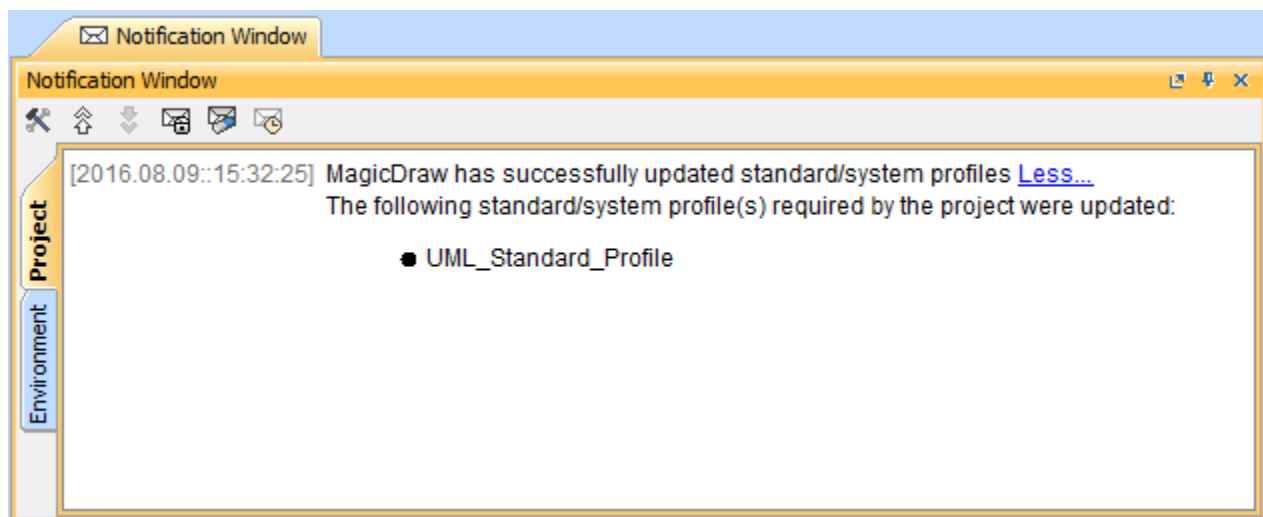 Notification Window
Notification Window
[2016.08.09::15:32:25] MagicDraw has successfully updated standard/system profiles Less...
The following standard/system profile(s) required by the project were updated:
UML_Standard_Profile
Project
Environment